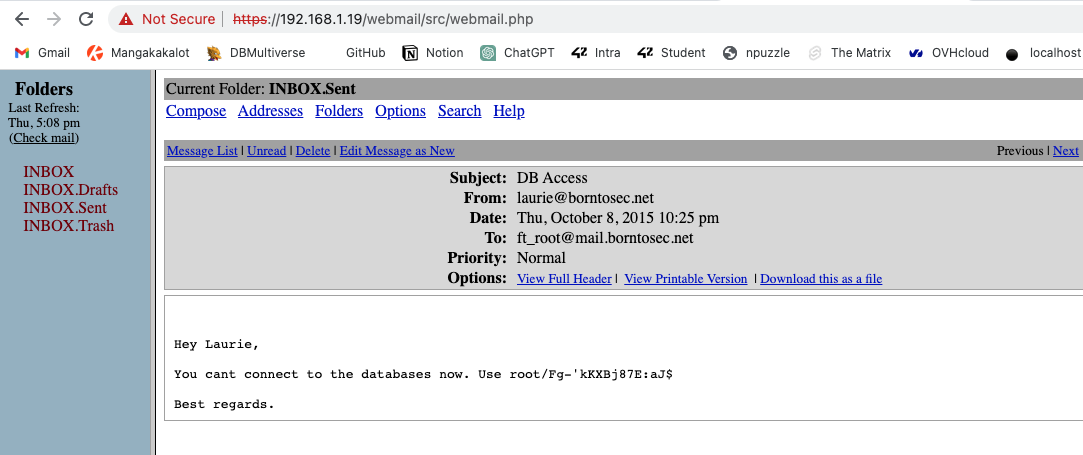 Not Secure | https://192.168.1.19/webmail/src/webmail.php
Gmail Mangakakalot DBMultiverse GitHub Notion ChatGPT Intra Student npuzzle The Matrix OVHcloud localhost
Folders
Last Refresh:
Thu, 5:08 pm
(Check mail)
INBOX
INBOX.Drafts
INBOX.Sent
INBOX.Trash
Current Folder: INBOX.Sent
Compose Addresses Folders Options Search Help
Message List | Unread | Delete | Edit Message as New Previous | Next
Subject: DB Access
From: laurie@borntosec.net
Date: Thu, October 8, 2015 10:25 pm
To: ft_root@mail.borntosec.net
Priority: Normal
Options: View Full Header | View Printable Version | Download this as a file
Hey Laurie,
You cant connect to the databases now. Use root/Fg-'kKXBj87E:aJ$
Best regards.